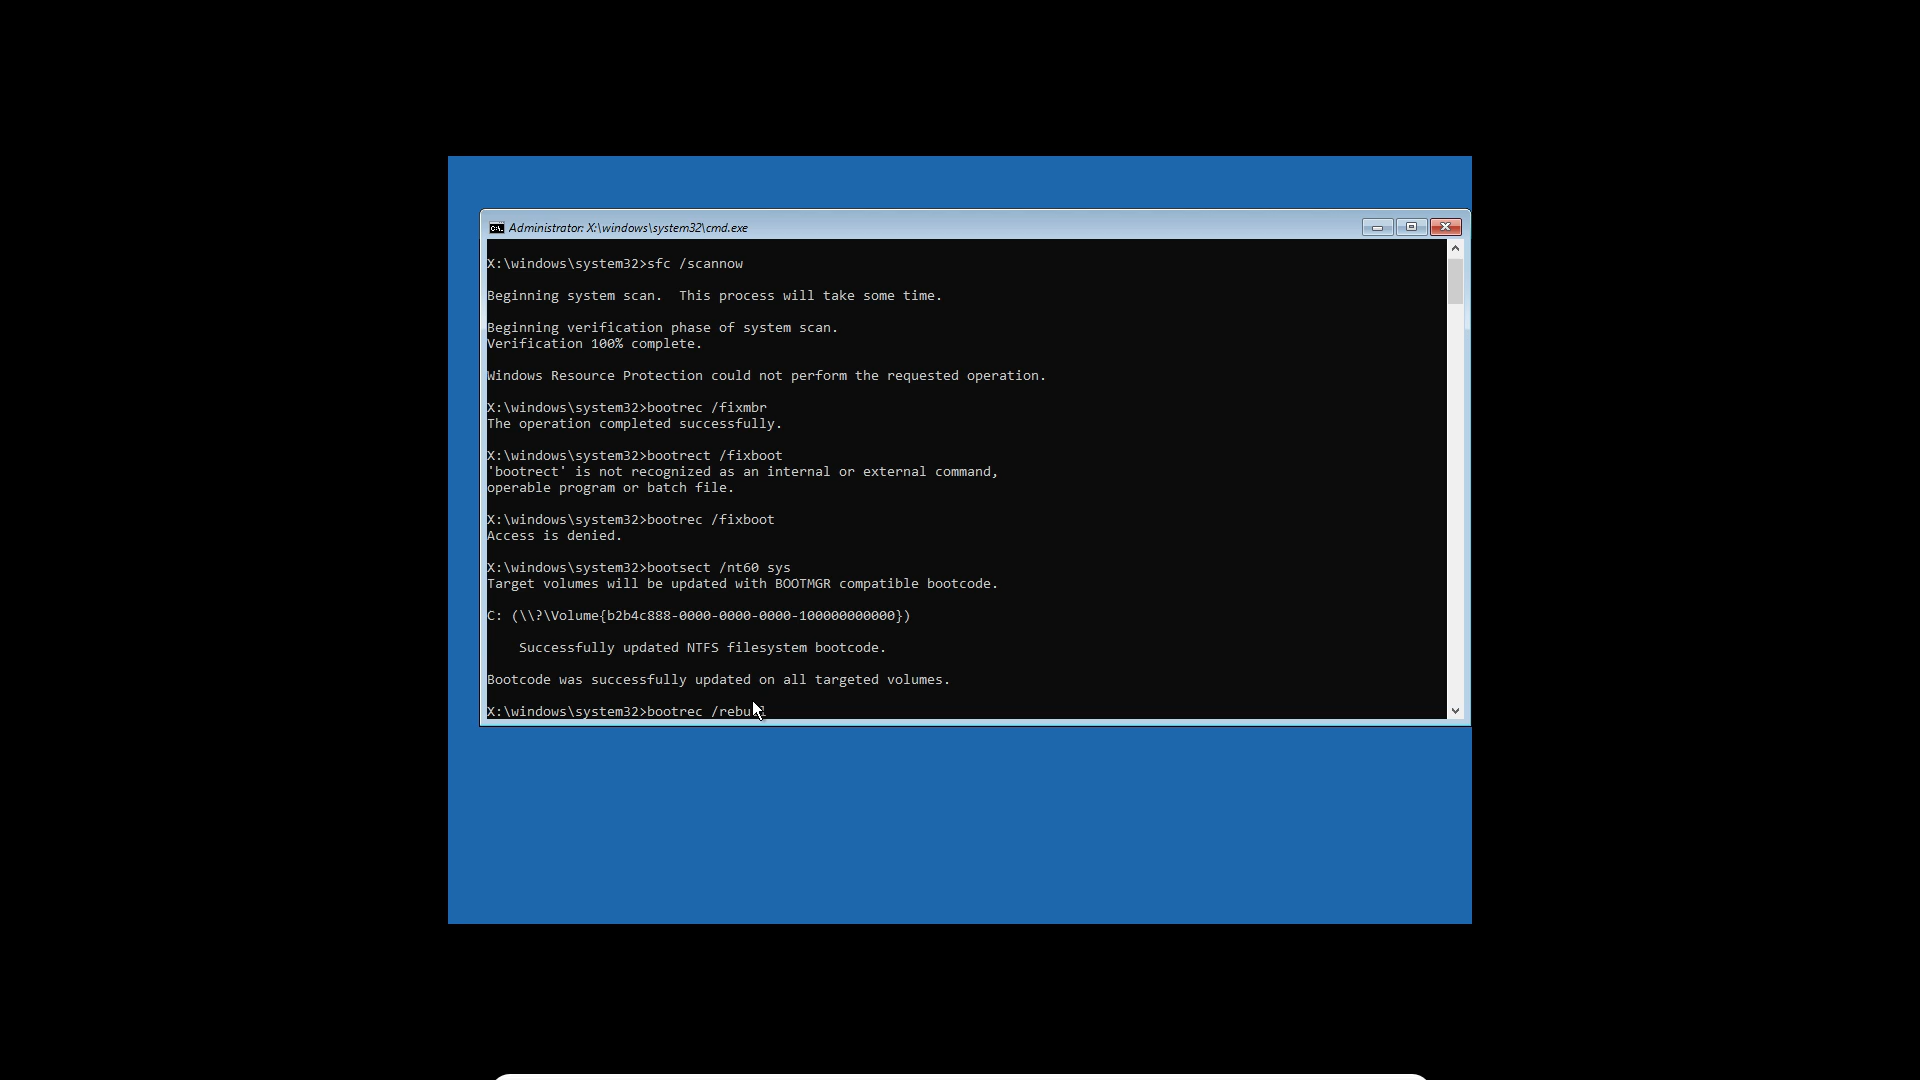 Administrator: X:\windows\system32\cmd.exe
X:\windows\system32>sfc /scannow
Beginning system scan.  This process will take some time.
Beginning verification phase of system scan.
Verification 100% complete.
Windows Resource Protection could not perform the requested operation.
X:\windows\system32>bootrec /fixmbr
The operation completed successfully.
X:\windows\system32>bootrect /fixboot
'bootrect' is not recognized as an internal or external command,
operable program or batch file.
X:\windows\system32>bootrec /fixboot
Access is denied.
X:\windows\system32>bootsect /nt60 sys
Target volumes will be updated with BOOTMGR compatible bootcode.
C: (\\?\Volume{b2b4c888-0000-0000-0000-100000000000})
Successfully updated NTFS filesystem bootcode.
Bootcode was successfully updated on all targeted volumes.
X:\windows\system32>bootrec